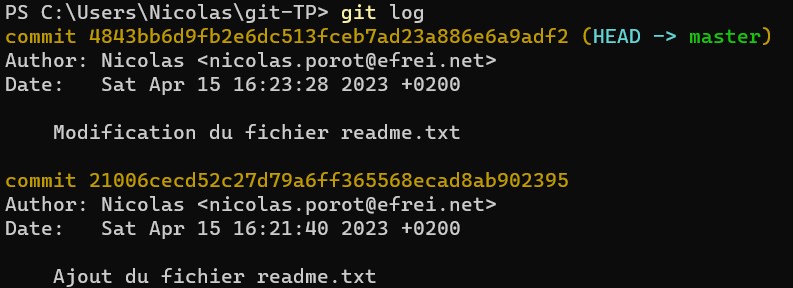 PS C:\Users\Nicolas\git-TP> git log
commit 4843bb6d9fb2e6dc513fceb7ad23a886e6a9adf2 (HEAD -> master)
Author: Nicolas <nicolas.porot@efrei.net>
Date:   Sat Apr 15 16:23:28 2023 +0200
Modification du fichier readme.txt
commit 21006cecd52c27d79a6ff365568ecad8ab902395
Author: Nicolas <nicolas.porot@efrei.net>
Date:   Sat Apr 15 16:21:40 2023 +0200
Ajout du fichier readme.txt